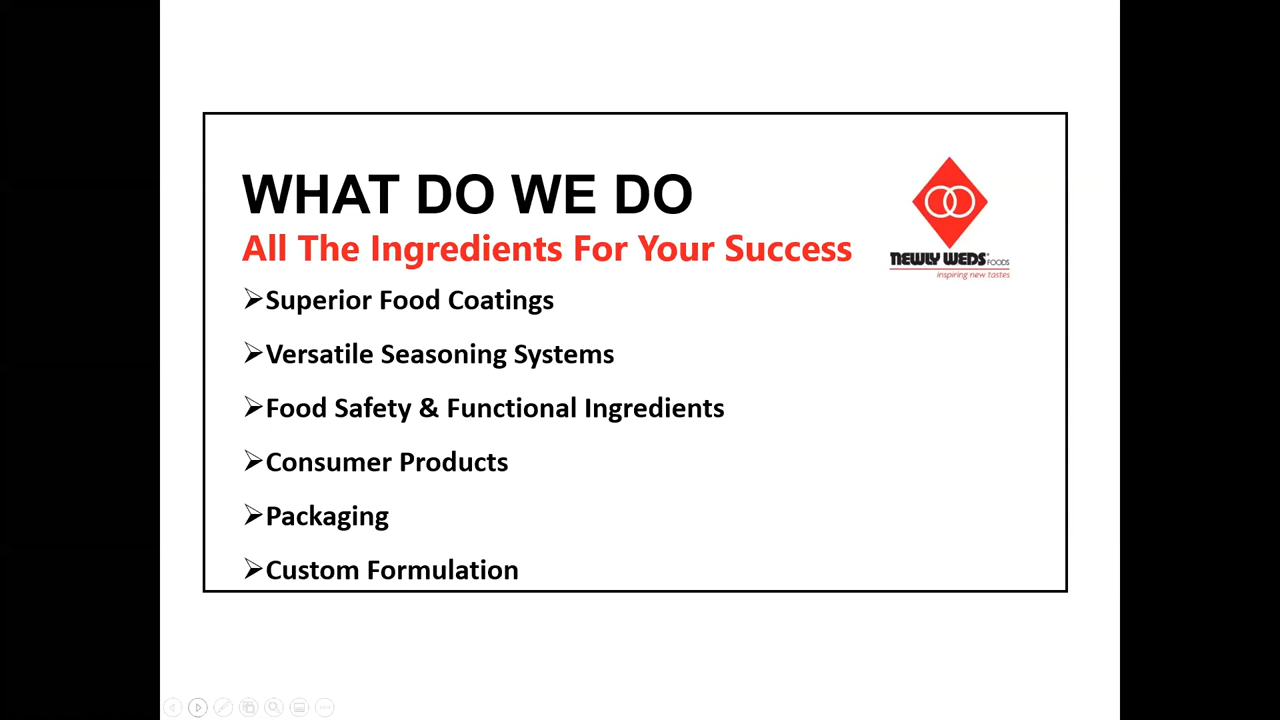 WHAT DO WE DO
All The Ingredients For Your Success
NEWLY WEDS® FOODS
inspiring new tastes
➢Superior Food Coatings
➢Versatile Seasoning Systems
➢Food Safety & Functional Ingredients
➢Consumer Products
➢Packaging
➢Custom Formulation